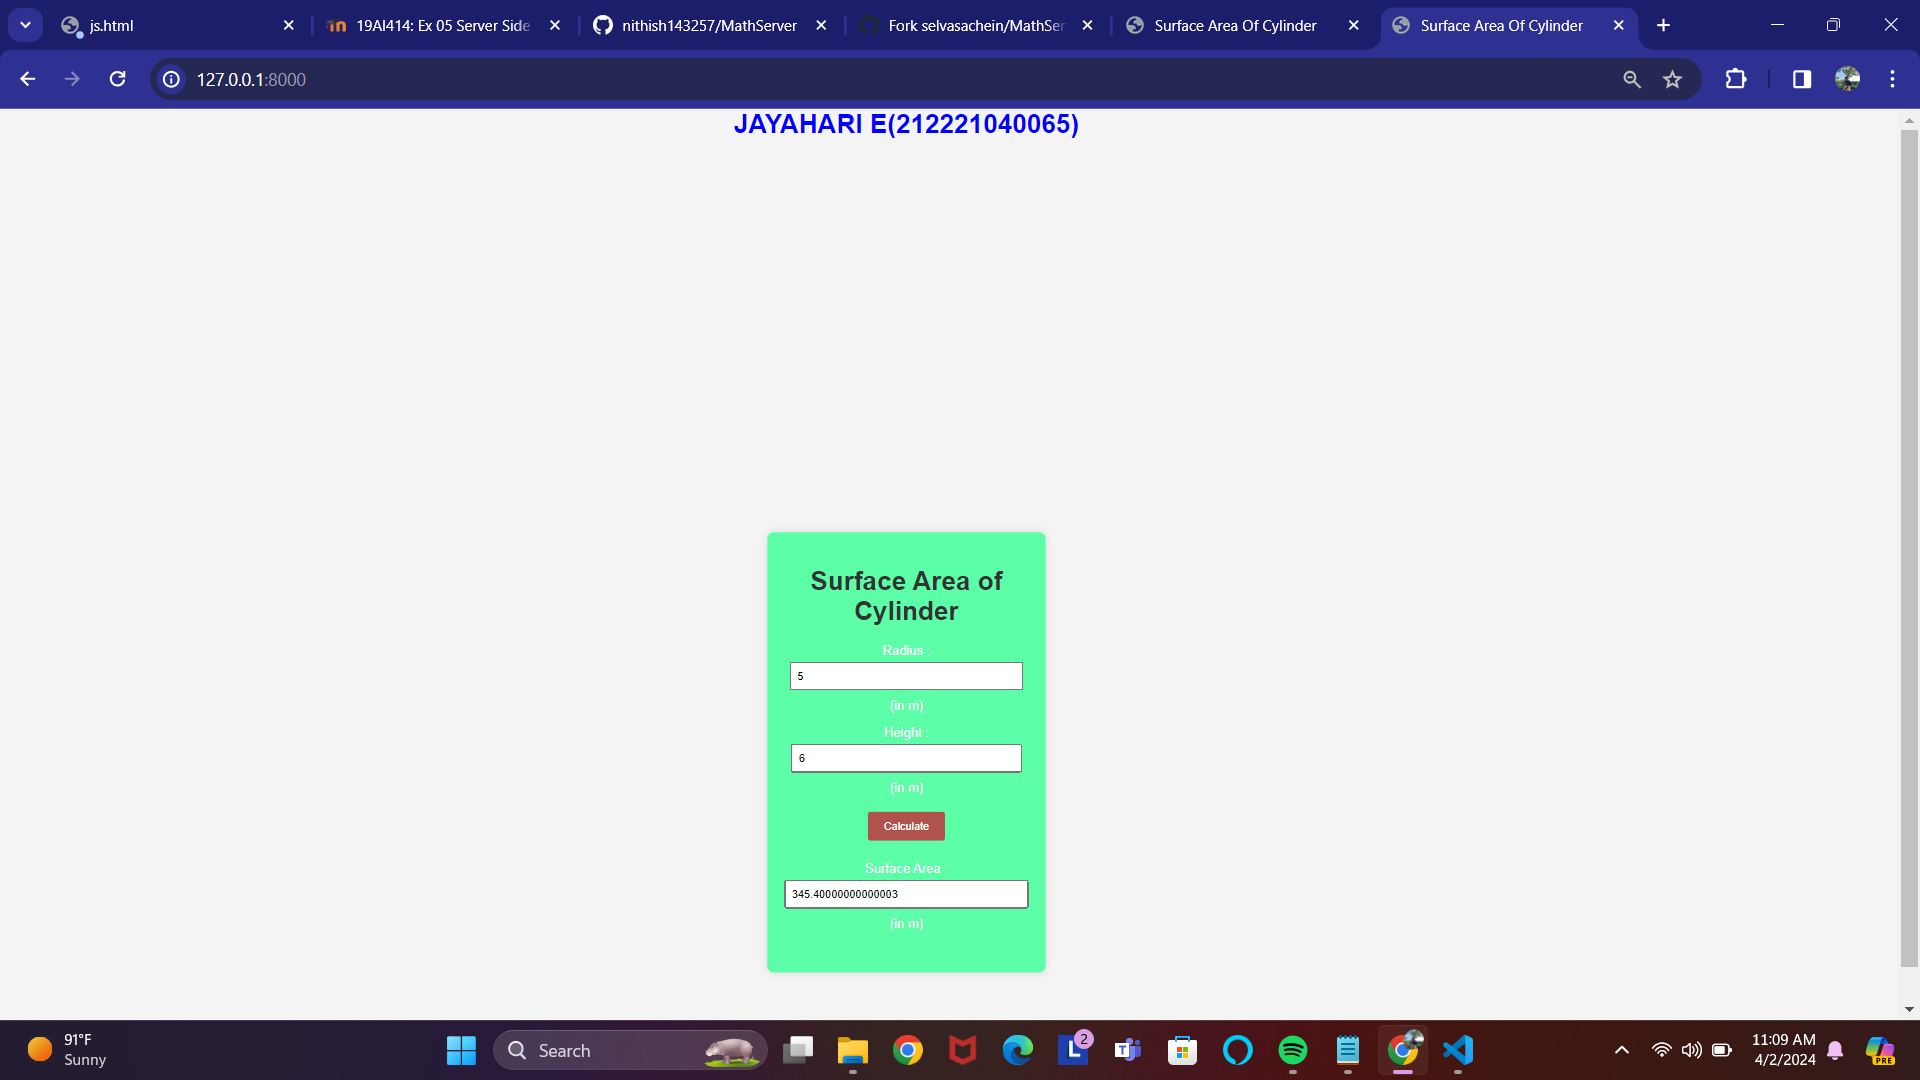 js.html
19AI414: Ex 05 Server Side
nithish143257/MathServer
Fork selvasachein/MathSer
Surface Area Of Cylinder
Surface Area Of Cylinder
127.0.0.1:8000
JAYAHARI E(212221040065)
Surface Area of
Cylinder
Radius :
5
(in m)
Height :
6
(in m)
Calculate
Surface Area :
345.40000000000003
(in m)
91°F
Sunny
Search
L
2
T
PRE
11:09 AM
4/2/2024